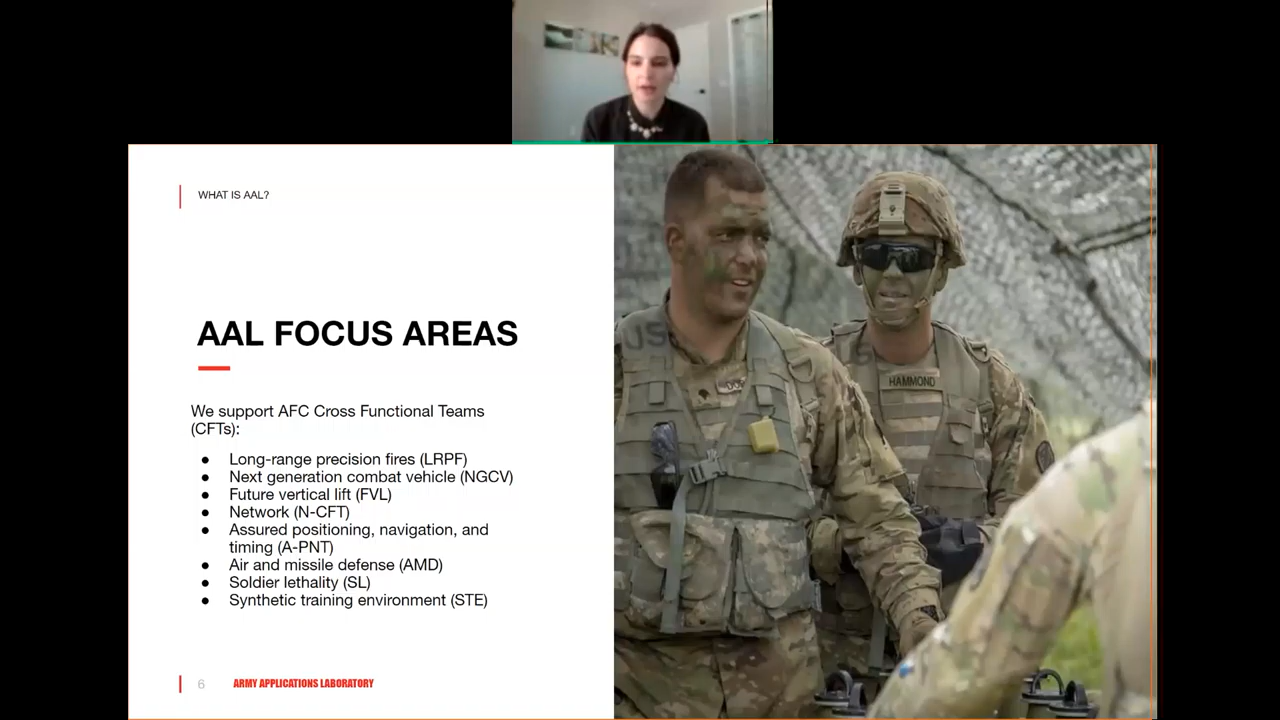 WHAT IS AAL?
AAL FOCUS AREAS
We support AFC Cross Functional Teams
(CFTs):
● Long-range precision fires (LRPF)
● Next generation combat vehicle (NGCV)
● Future vertical lift (FVL)
● Network (N-CFT)
● Assured positioning, navigation, and
timing (A-PNT)
● Air and missile defense (AMD)
● Soldier lethality (SL)
● Synthetic training environment (STE)
6 ARMY APPLICATIONS LABORATORY
US
HAMMOND